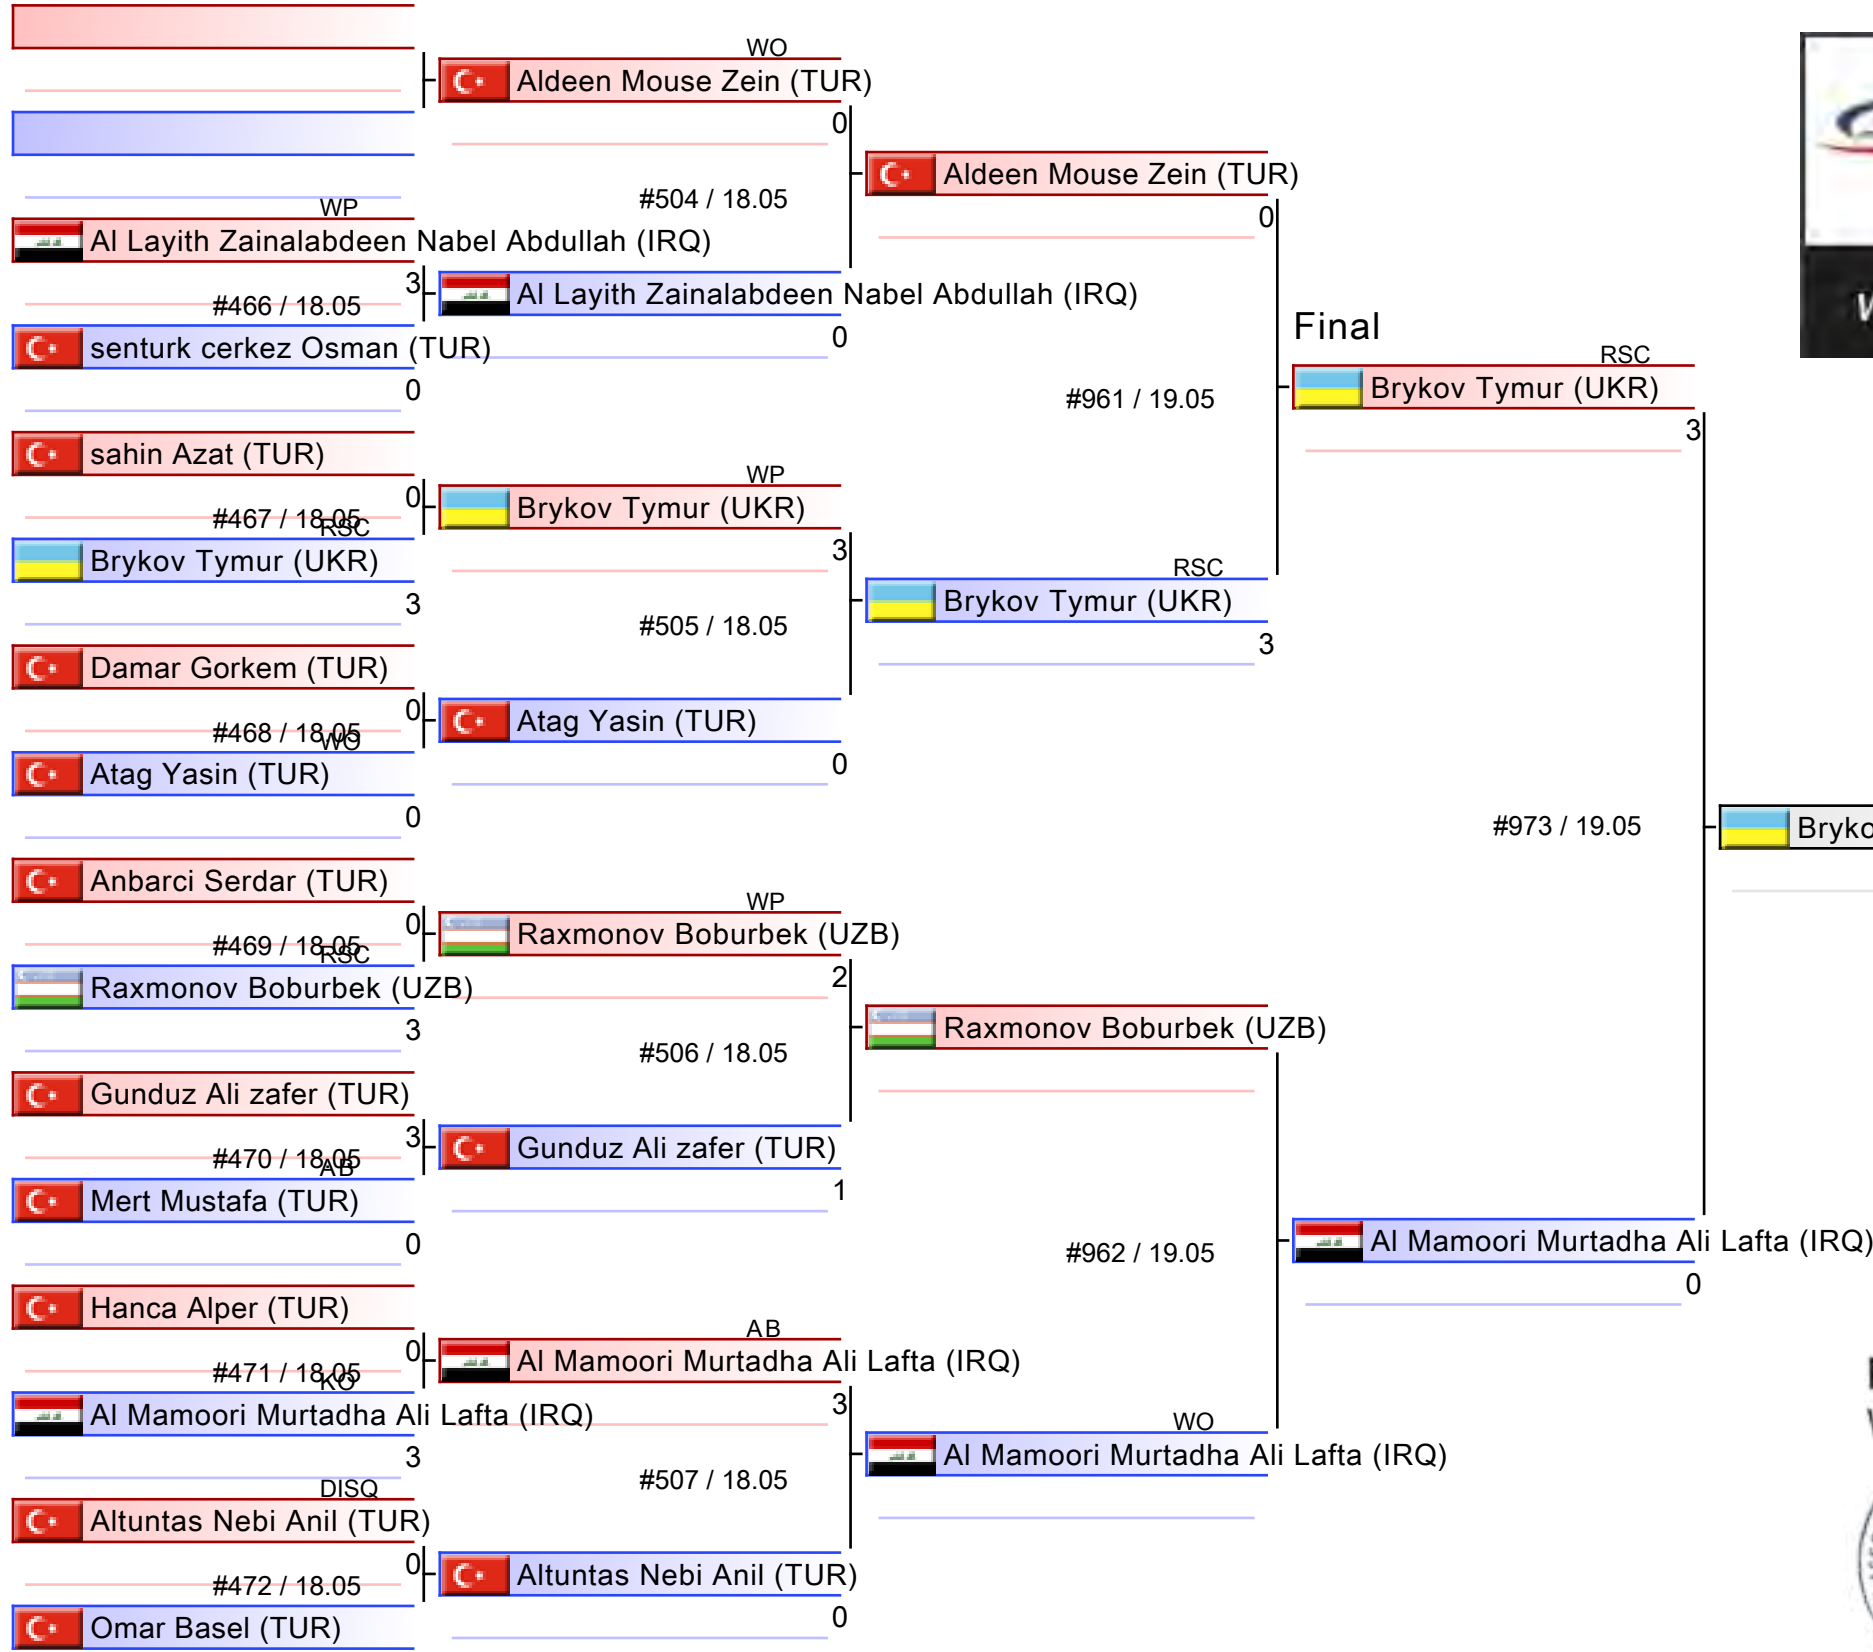 WO
Aldeen Mouse Zein (TUR)
0
#504 / 18.05
WP
Al Layith Zainalabdeen Nabel Abdullah (IRQ)
3
#466 / 18.05
senturk cerkez Osman (TUR)
0
Al Layith Zainalabdeen Nabel Abdullah (IRQ)
0
Aldeen Mouse Zein (TUR)
0
#961 / 19.05
sahin Azat (TUR)
0
#467 / 18.05
RSC
Brykov Tymur (UKR)
3
WP
Brykov Tymur (UKR)
3
#505 / 18.05
Damar Gorkem (TUR)
0
#468 / 18.05
WO
Atag Yasin (TUR)
0
Atag Yasin (TUR)
0
RSC
Brykov Tymur (UKR)
3
Final
RSC
Brykov Tymur (UKR)
3
#973 / 19.05
Anbarci Serdar (TUR)
0
#469 / 18.05
RSC
Raxmonov Boburbek (UZB)
3
WP
Raxmonov Boburbek (UZB)
2
#506 / 18.05
Gunduz Ali zafer (TUR)
3
#470 / 18.05
AB
Mert Mustafa (TUR)
0
Gunduz Ali zafer (TUR)
1
Raxmonov Boburbek (UZB)
#962 / 19.05
Hanca Alper (TUR)
0
#471 / 18.05
KO
Al Mamoori Murtadha Ali Lafta (IRQ)
3
AB
Al Mamoori Murtadha Ali Lafta (IRQ)
3
#507 / 18.05
DISQ
Altuntas Nebi Anil (TUR)
0
#472 / 18.05
Omar Basel (TUR)
Altuntas Nebi Anil (TUR)
0
WO
Al Mamoori Murtadha Ali Lafta (IRQ)
Al Mamoori Murtadha Ali Lafta (IRQ)
0